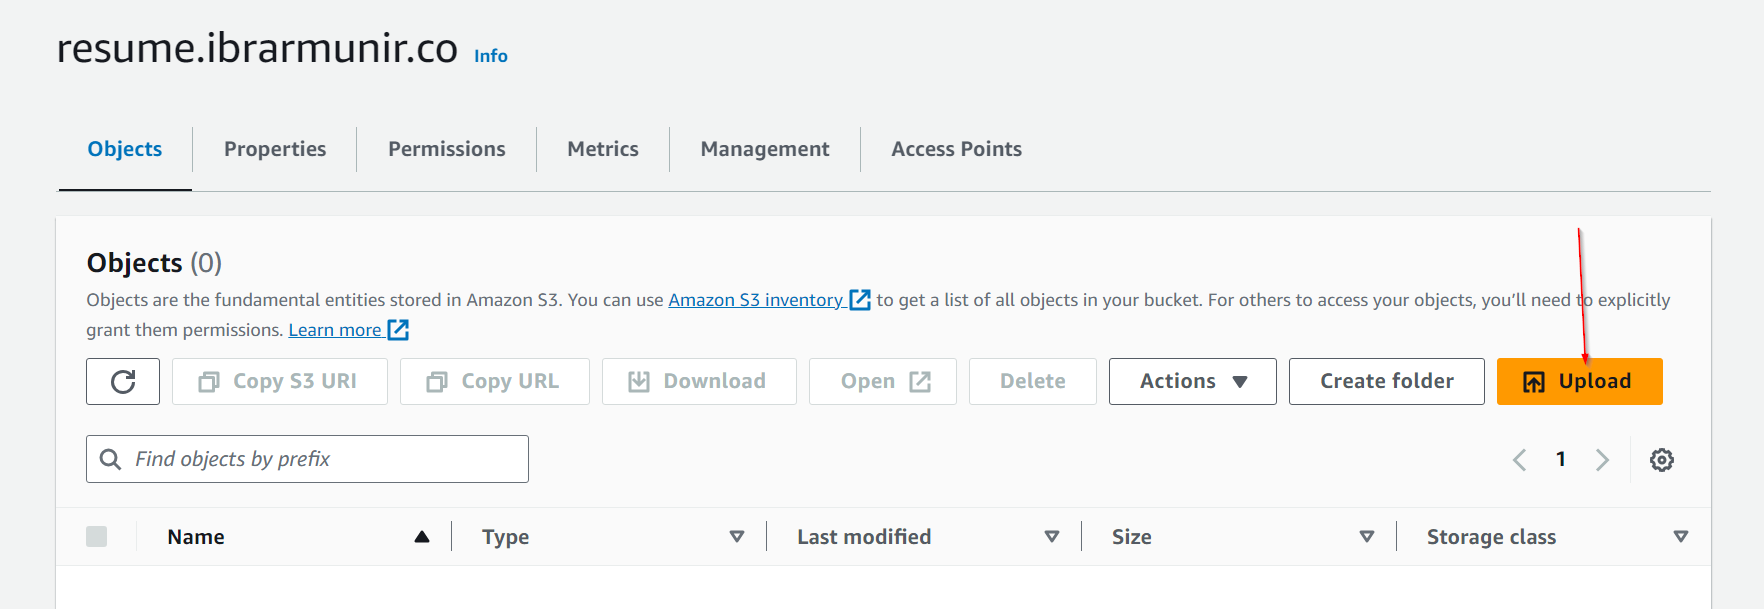 resume.ibrarmunir.co Info
Objects Properties Permissions Metrics Management Access Points
Objects (0)
Objects are the fundamental entities stored in Amazon S3. You can use Amazon S3 inventory to get a list of all objects in your bucket. For others to access your objects, you'll need to explicitly
grant them permissions. Learn more
Copy S3 URI Copy URL Download Open Delete Actions Create folder Upload
Find objects by prefix 1
Name Type Last modified Size Storage class